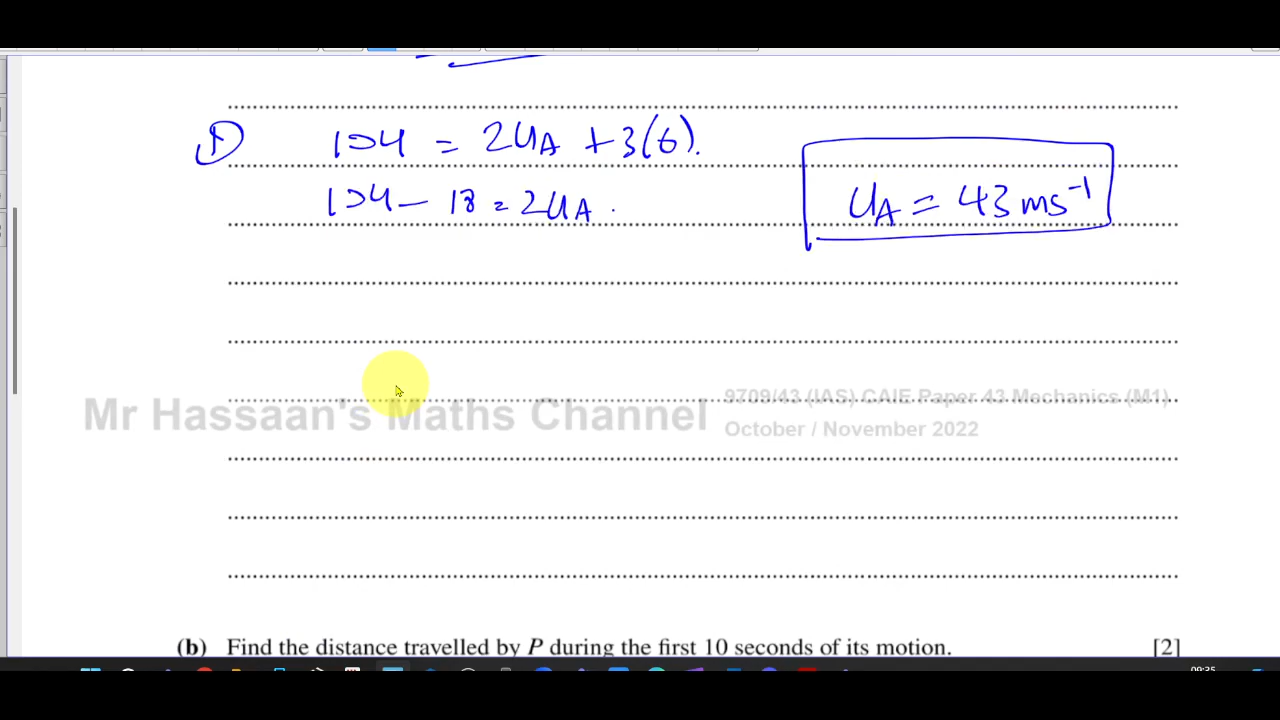 ① 104 = 2uA + 3(6).
104 - 18 = 2uA.
uA = 43 ms⁻¹
Mr Hassaan's Maths Channel
9709/43 (IAS) CAIE Paper 43 Mechanics (M1)
October / November 2022
(b) Find the distance travelled by P during the first 10 seconds of its motion. [2]